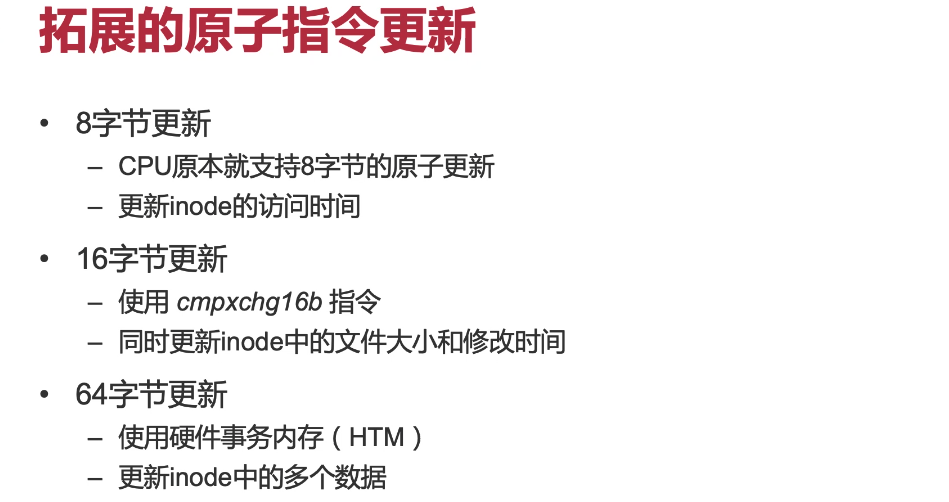 拓展的原子指令更新
• 8字节更新
– CPU原本就支持8字节的原子更新
– 更新inode的访问时间
• 16字节更新
– 使用 cmpxchg16b 指令
– 同时更新inode中的文件大小和修改时间
• 64字节更新
– 使用硬件事务内存（HTM）
– 更新inode中的多个数据